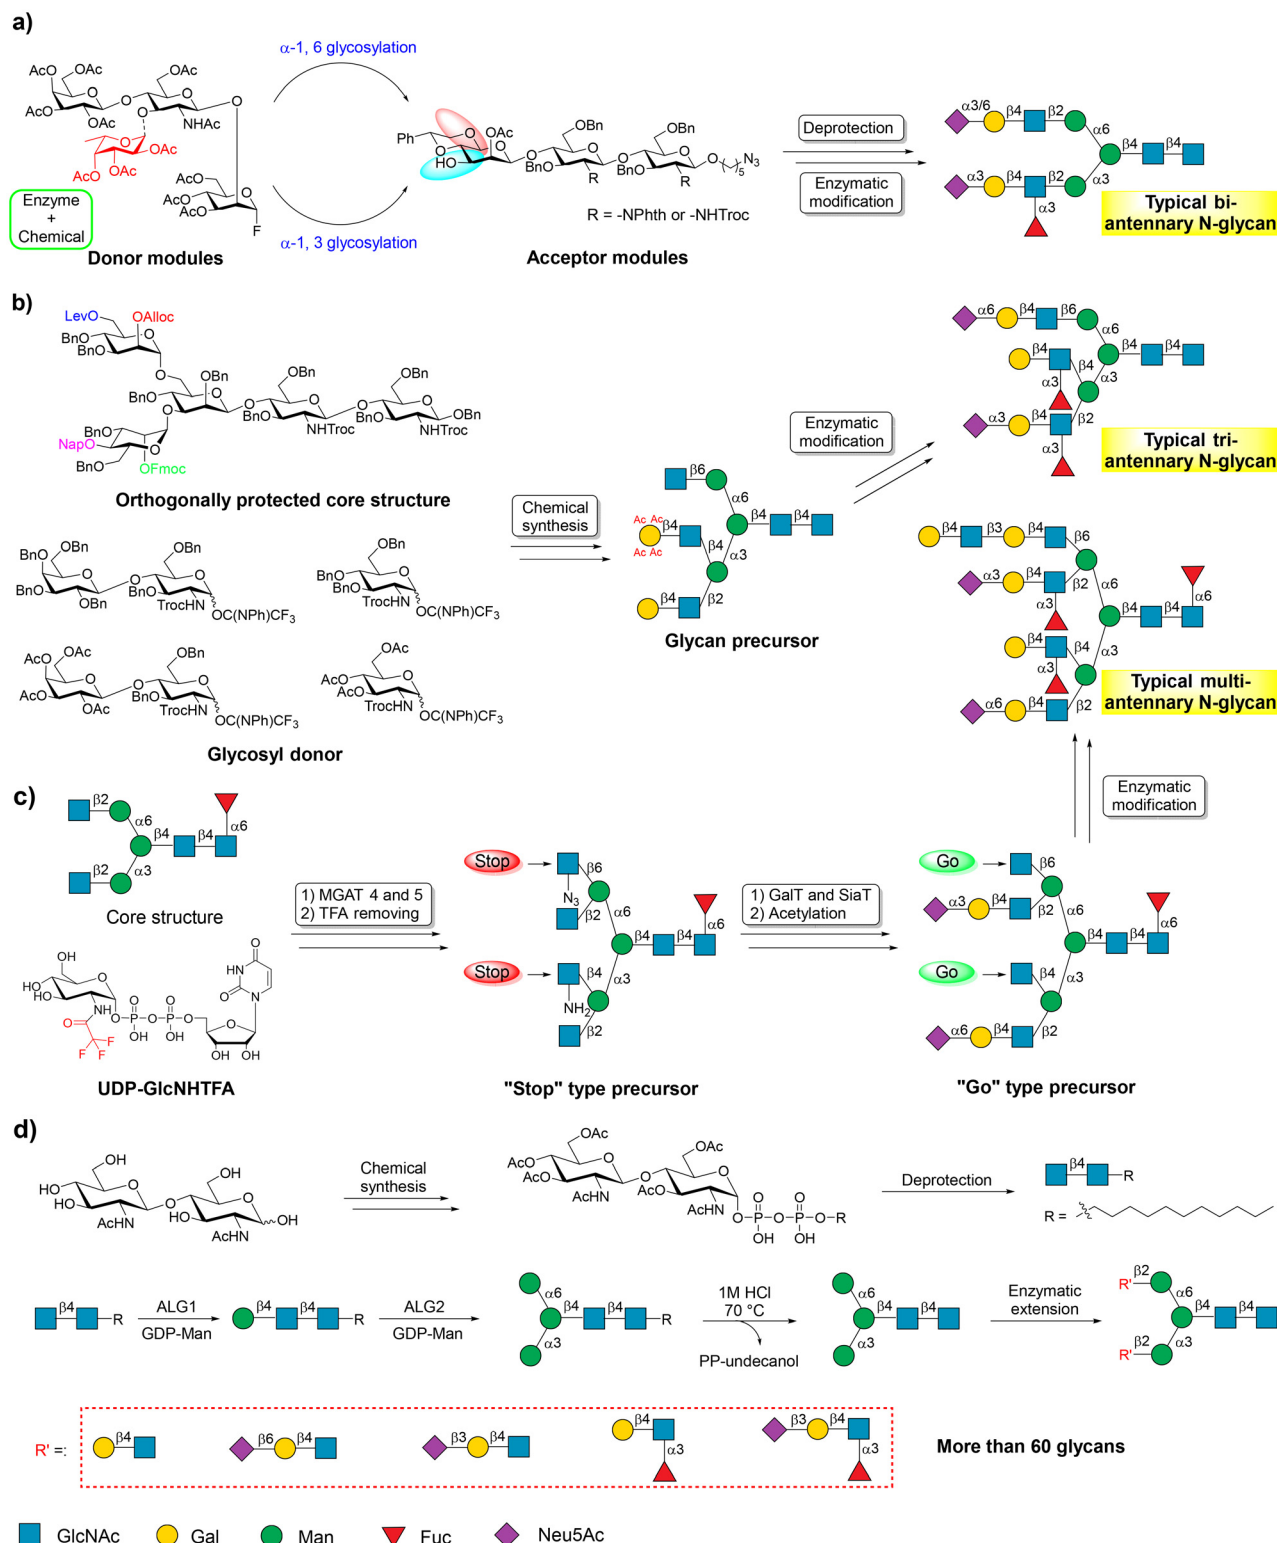 a)
α-1, 6 glycosylation
OAc
OAc
AcO
AcO
OAc
O
O
O
NHAc
OAc
OAc
AcO
OAc
AcO
AcO
AcO
F
Enzyme
+
Chemical
Donor modules
α-1, 3 glycosylation
Ph
O
O
HO
OAc
O
OBn
OBn
BnO
BnO
R
R
N3
5
R = -NPhth or -NHTroc
Acceptor modules
Deprotection
Enzymatic
modification
α3/6
β4
β2
α6
β4
β4
α3
β4
β2
α3
α3
Typical bi-
antennary N-glycan
b)
LevO
OAlloc
BnO
BnO
OBn
OBn
OBn
BnO
BnO
BnO
OBn
NHTroc
NHTroc
BnO
NapO
BnO
OFmoc
Orthogonally protected core structure
OBn
OBn
OBn
BnO
OBn
BnO
TrocHN
OC(NPh)CF3
OBn
BnO
BnO
TrocHN
OC(NPh)CF3
AcO
OAc
OBn
AcO
OAc
BnO
TrocHN
OC(NPh)CF3
OAc
AcO
AcO
TrocHN
OC(NPh)CF3
Glycosyl donor
Chemical
synthesis
β6
α6
Ac Ac
β4
Ac Ac
β4
β4
β4
α3
β4
β2
Glycan precursor
Enzymatic
modification
α6
β4
β6
α6
β4
β4
β4
α3
α3
α3
β4
β2
α3
Typical tri-
antennary N-glycan
β4
β3
β4
β6
α3
β4
β2
α6
α6
α3
β4
β4
β4
β4
α3
α3
α6
β4
β2
Typical multi-
antennary N-glycan
c)
β2
α6
β4
β4
α6
β2
α3
Core structure
OH
HO
HO
NH
O
O
P
O
P
O
OH
OH
HN
O
O
N
O
OH
OH
F
F
F
UDP-GlcNHTFA
1) MGAT 4 and 5
2) TFA removing
Stop
β6
N3
β2
α6
β4
β4
α6
Stop
β4
α3
NH2
β2
"Stop" type precursor
1) GalT and SiaT
2) Acetylation
Go
β6
α3
β4
β2
α6
β4
β4
α6
Go
β4
α3
α6
β4
β2
"Go" type precursor
Enzymatic
modification
d)
OH
HO
HO
AcHN
OH
HO
AcHN
OH
Chemical
synthesis
OAc
AcO
AcO
AcHN
OAc
AcO
AcHN
O
O
O
P
O
P
O
R
OH
OH
Deprotection
β4
R
R =
β4
R
ALG1
GDP-Man
β4
β4
R
ALG2
GDP-Man
α6
β4
β4
R
α3
1M HCl
70 °C
PP-undecanol
α6
β4
β4
α3
Enzymatic
extension
β2
R'
α6
β4
β4
β2
R'
α3
R' =:
β4
β6
β4
β3
β4
β4
α3
β3
β4
α3
More than 60 glycans
GlcNAc
Gal
Man
Fuc
Neu5Ac